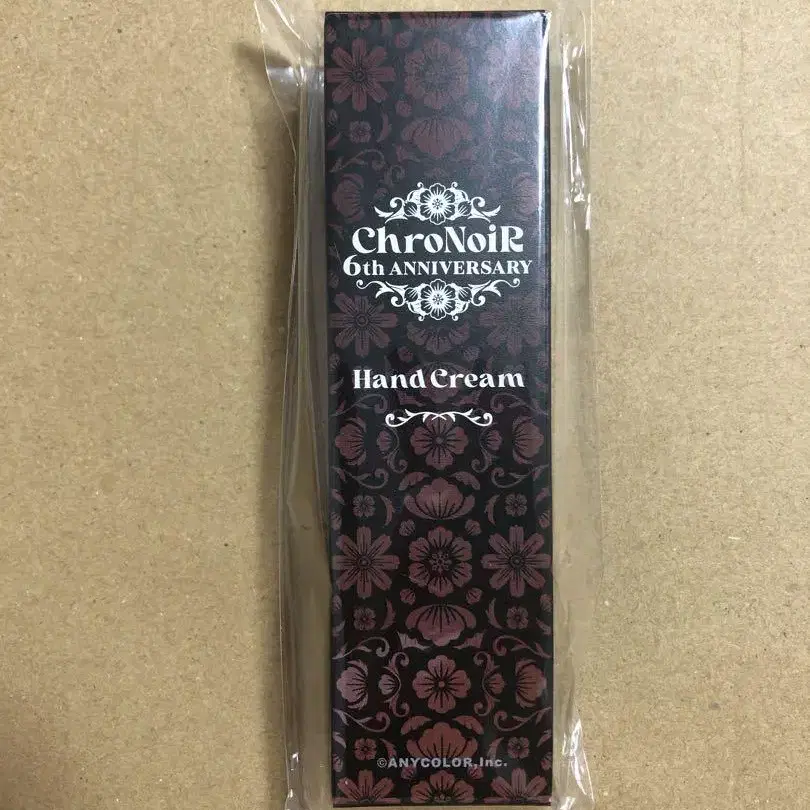 ChroNoiR
6th ANNIVERSARY
Hand Cream
©ANYCOLOR,Inc.